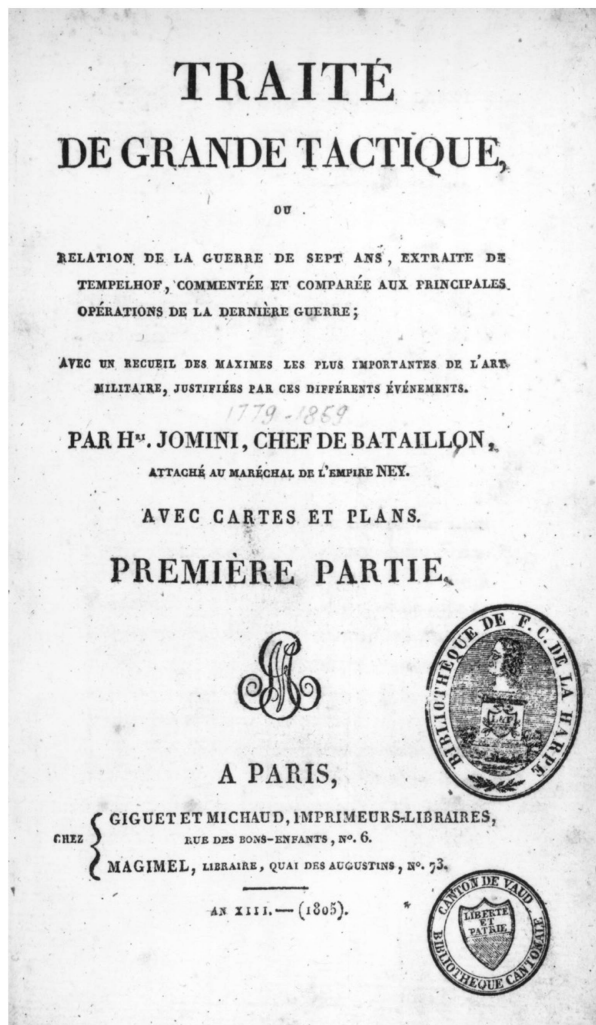 TRAITÉ
DE GRANDE TACTIQUE,
OU
RELATION DE LA GUERRE DE SEPT ANS, EXTRAITE DE
TEMPELHOF, COMMENTÉE ET COMPARÉE AUX PRINCIPALES
OPÉRATIONS DE LA DERNIÈRE GUERRE;
AVEC UN RECUEIL DES MAXIMES LES PLUS IMPORTANTES DE L'ART
MILITAIRE, JUSTIFIÉES PAR CES DIFFÉRENTS ÉVÉNEMENTS.
1779-1869
PAR Hri. JOMINI, CHEF DE BATAILLON,
ATTACHÉ AU MARÉCHAL DE L'EMPIRE NEY.
AVEC CARTES ET PLANS.
PREMIÈRE PARTIE.
BIBLIOTHÈQUE DE F. C. DE LA HARPE
A PARIS,
CHEZ
GIGUET ET MICHAUD, IMPRIMEURS-LIBRAIRES,
RUE DES BONS-ENFANTS, No. 6.
MAGIMEL, LIBRAIRE, QUAI DES AUGUSTINS, No. 73.
AN XIII. — (1805). *
CANTON DE VAUD.
LIBERTÉ
ET
PATRIE
BIBLIOTHÈQUE CANTONALE